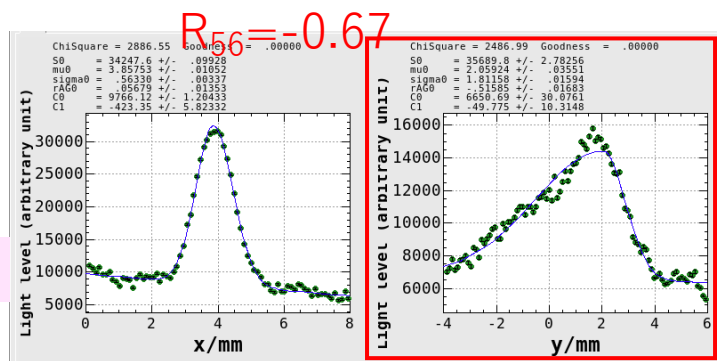 R56=-0.67
ChiSquare = 2886.55 Goodness = .00000
S0 = 34247.6 +/- .09928
mu0 = 3.85753 +/- .01052
sigma0 = .56330 +/- .00337
rAG0 = .05679 +/- .01353
C0 = 9766.12 +/- 1.20433
C1 = -423.35 +/- 5.82332
Light level (arbitrary unit)
30000
25000
20000
15000
10000
5000
0 2 4 6 8
x/mm
ChiSquare = 2486.99 Goodness = .00000
S0 = 35689.8 +/- 2.78256
mu0 = 2.05924 +/- .03551
sigma0 = 1.81158 +/- .01594
rAG0 = -.51585 +/- .01683
C0 = 6650.69 +/- 30.0761
C1 = -49.775 +/- 10.3148
Light level (arbitrary unit)
16000
14000
12000
10000
8000
6000
-4 -2 0 2 4 6
y/mm